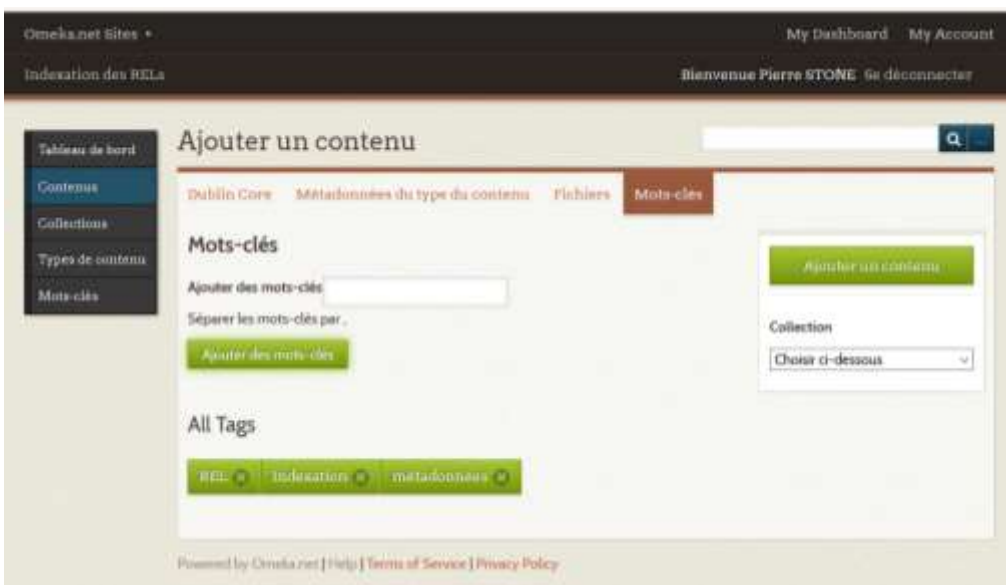 Omeka.net Sites
My Dashboard My Account
Indexation des RELs
Bienvenue Pierre STONE Se déconnecter
Tableau de bord
Contenus
Collections
Types de contenu
Mots-clés
Ajouter un contenu
Dublin Core Métadonnées du type du contenu Fichiers Mots-clés
Mots-clés
Ajouter des mots-clés
Séparer les mots-clés par ,
Ajouter des mots-clés
All Tags
REL Indexation métadonnées
Ajouter un contenu
Collection
Choisir ci-dessous
Powered by Omeka.net | Help | Terms of Service | Privacy Policy